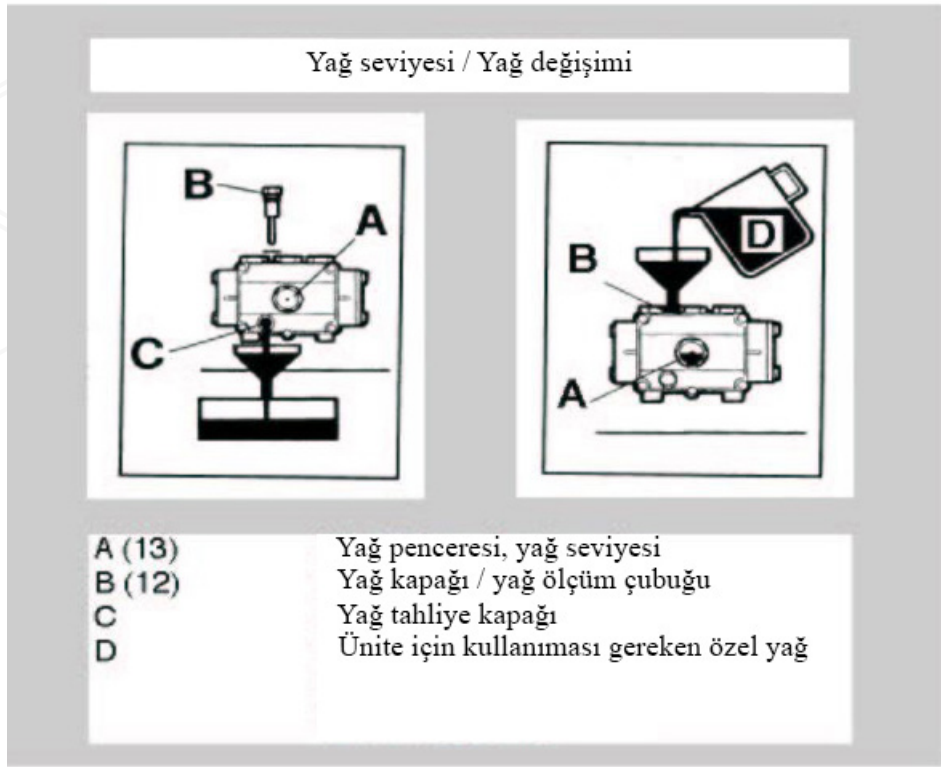 Yağ seviyesi / Yağ değişimi
B
A
C
D
B
A
A (13) Yağ penceresi, yağ seviyesi
B (12) Yağ kapağı / yağ ölçüm çubuğu
C Yağ tahliye kapağı
D Ünite için kullanıması gereken özel yağ